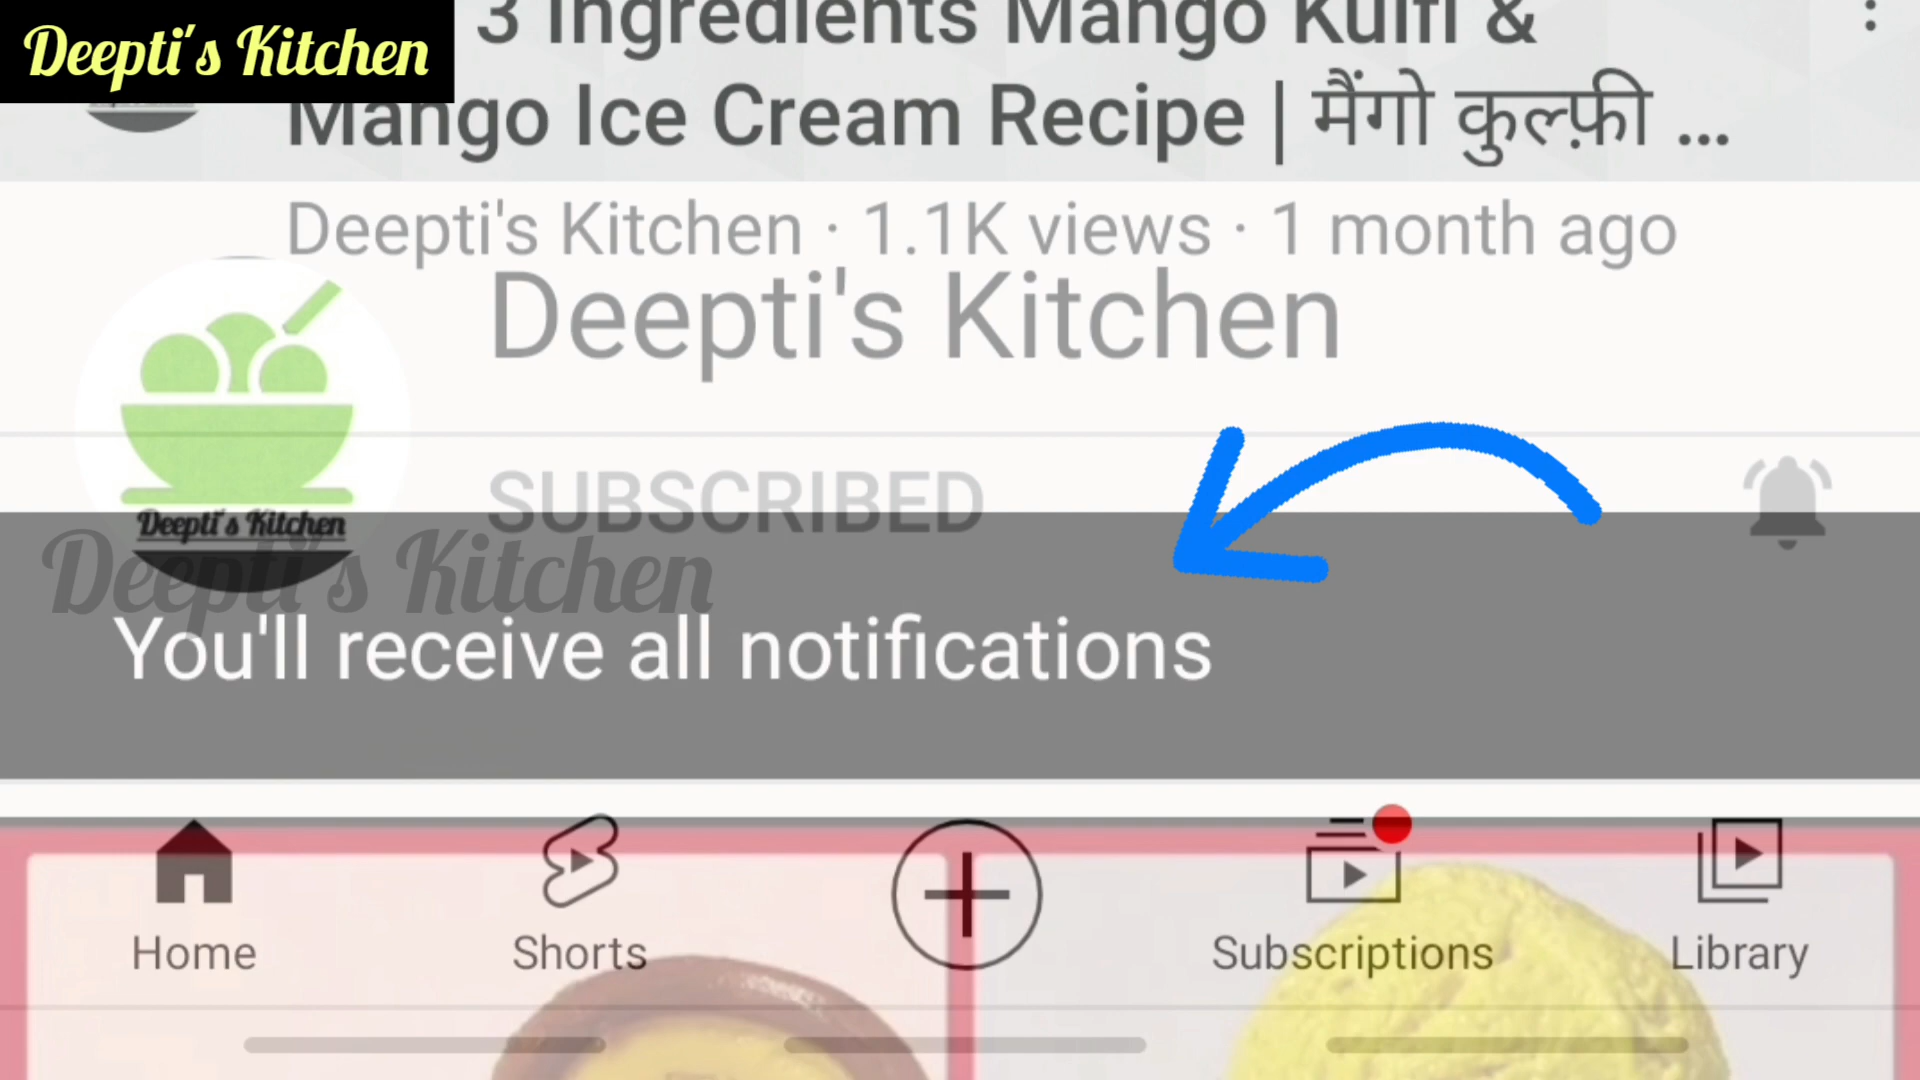 Deepti's Kitchen
3 Ingredients Mango Kulfi &
Mango Ice Cream Recipe | मैंगो कुल्फ़ी ...
Deepti's Kitchen · 1.1K views · 1 month ago
Deepti's Kitchen
SUBSCRIBED
Deepti's Kitchen
Deepti's Kitchen
You'll receive all notifications
Home
Shorts
Subscriptions
Library